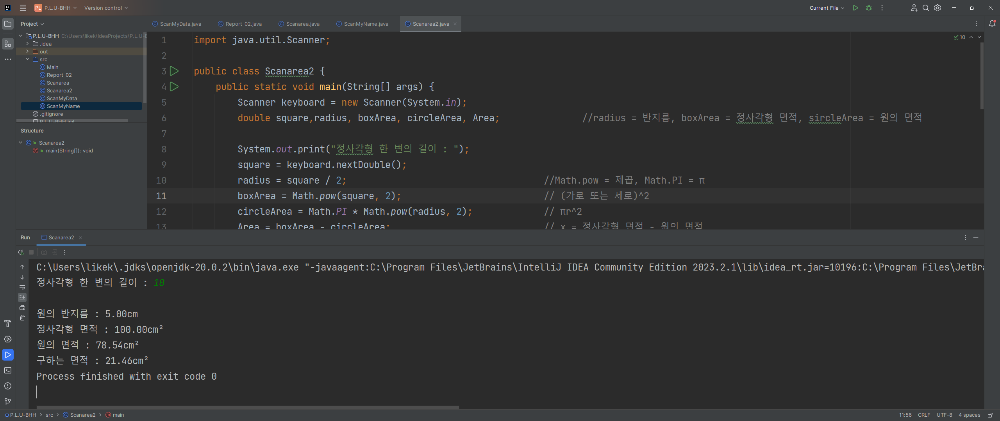 PL P.L.U-BHH Version control Current File
Project
P.L.U-BHH C:\Users\likek\IdeaProjects\P.L.U-B
.idea
out
src
Main
Report_02
Scanarea
Scanarea2
ScanMyData
ScanMyName
.gitignore
P.L.U-BHH.iml
Structure
Scanarea2
main(String[]): void
ScanMyData.java Report_02.java Scanarea.java ScanMyName.java Scanarea2.java
10
1 import java.util.Scanner;
2
3 public class Scanarea2 {
4 public static void main(String[] args) {
5 Scanner keyboard = new Scanner(System.in);
6 double square,radius, boxArea, circleArea, Area; //radius = 반지름, boxArea = 정사각형 면적, sircleArea = 원의 면적
7
8 System.out.print("정사각형 한 변의 길이 : ");
9 square = keyboard.nextDouble();
10 radius = square / 2; //Math.pow = 제곱, Math.PI = π
11 boxArea = Math.pow(square, 2); // (가로 또는 세로)^2
12 circleArea = Math.PI * Math.pow(radius, 2); // πr^2
13 Area = boxArea - circleArea; // x = 정사각형 면적 - 원의 면적
Run Scanarea2
C:\Users\likek\.jdks\openjdk-20.0.2\bin\java.exe "-javaagent:C:\Program Files\JetBrains\IntelliJ IDEA Community Edition 2023.2.1\lib\idea_rt.jar=10196:C:\Program Files\JetBra
정사각형 한 변의 길이 : 10
원의 반지름 : 5.00cm
정사각형 면적 : 100.00cm²
원의 면적 : 78.54cm²
구하는 면적 : 21.46cm²
Process finished with exit code 0
P.L.U-BHH src Scanarea2 main 11:56 CRLF UTF-8 4 spaces